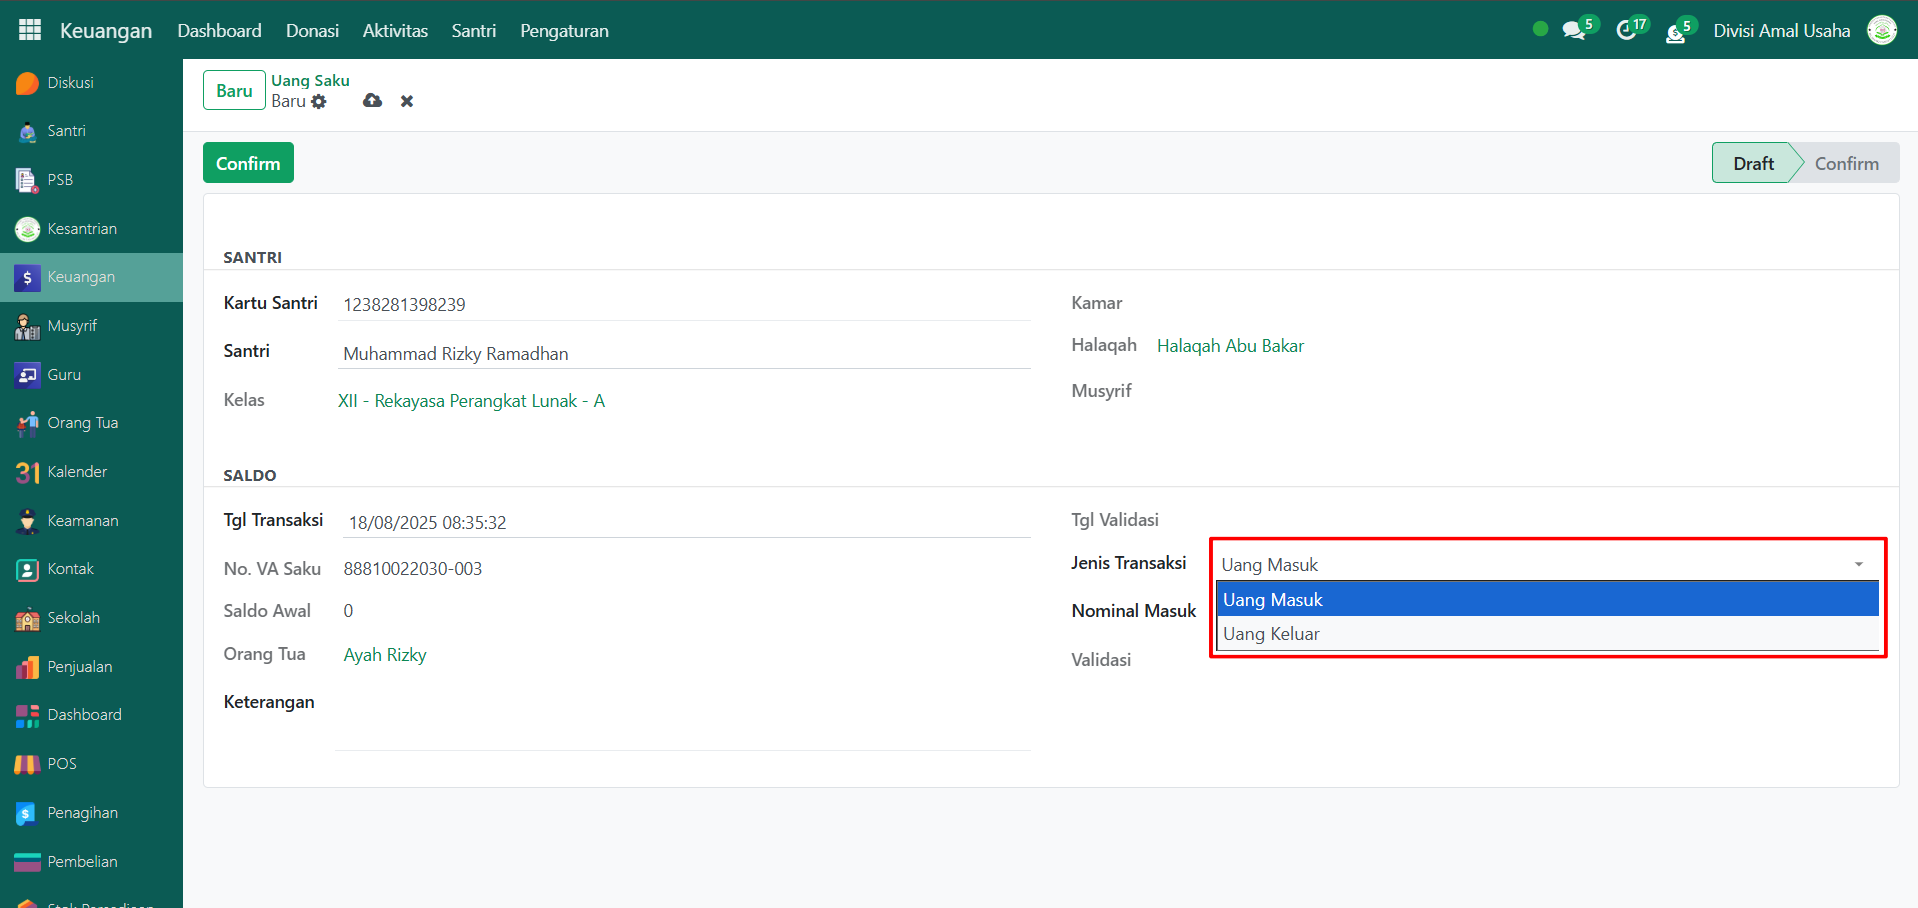 Keuangan Dashboard Donasi Aktivitas Santri Pengaturan 5 17 5 Divisi Amal Usaha
Diskusi
Santri
PSB
Kesantrian
Keuangan
Musyrif
Guru
Orang Tua
31 Kalender
Keamanan
Kontak
Sekolah
Penjualan
Dashboard
POS
Penagihan
Pembelian
Baru Uang Saku
Baru
Confirm Draft Confirm
SANTRI
Kartu Santri 1238281398239 Kamar
Santri Muhammad Rizky Ramadhan Halaqah Halaqah Abu Bakar
Kelas XII - Rekayasa Perangkat Lunak - A Musyrif
SALDO
Tgl Transaksi 18/08/2025 08:35:32 Tgl Validasi
No. VA Saku 88810022030-003 Jenis Transaksi Uang Masuk
Uang Masuk
Saldo Awal 0 Nominal Masuk
Uang Keluar
Orang Tua Ayah Rizky Validasi
Keterangan